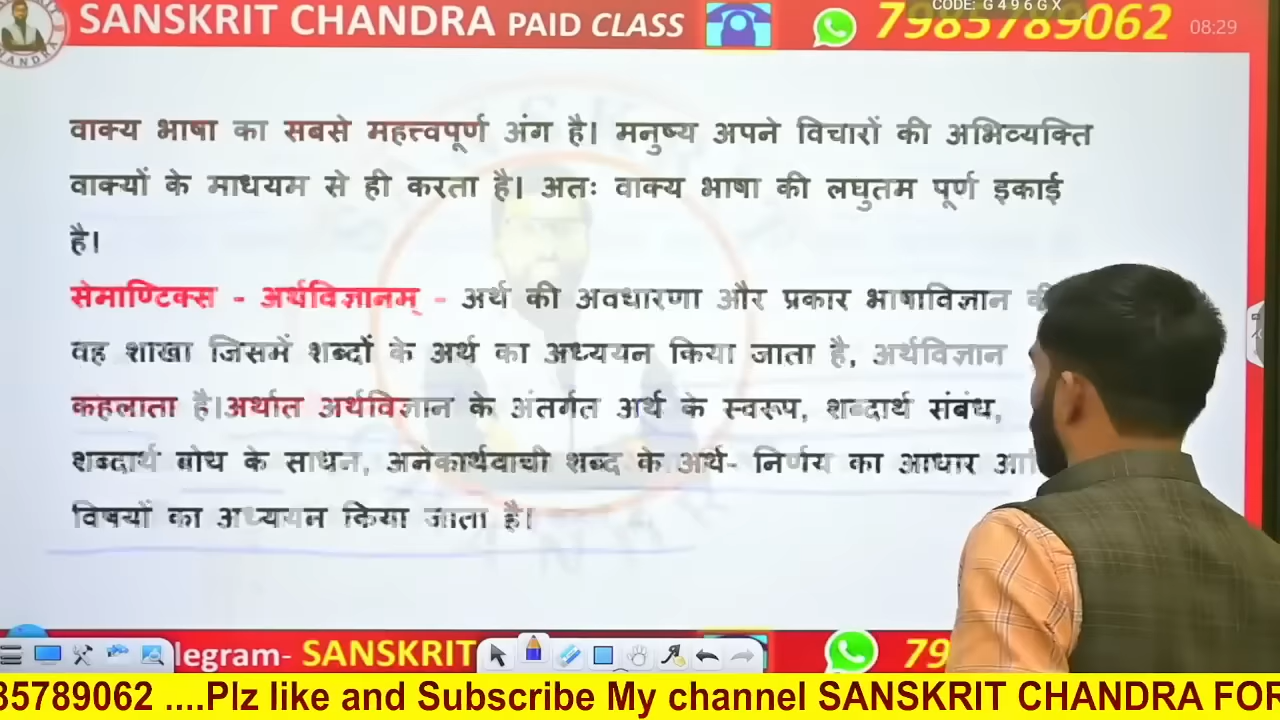 SANSKRIT CHANDRA PAID CLASS
7985789062
CODE: G496GX
08:29
वाक्य भाषा का सबसे महत्त्वपूर्ण अंग है। मनुष्य अपने विचारों की अभिव्यक्ति
वाक्यों के माधयम से ही करता है। अतः वाक्य भाषा की लघुतम पूर्ण इकाई
है।
सेमाण्टिक्स - अर्थविज्ञानम् - अर्थ की अवधारणा और प्रकार भाषाविज्ञान की
वह शाखा जिसमें शब्दों के अर्थ का अध्ययन किया जाता है, अर्थविज्ञान
कहलाता है।अर्थात अर्थविज्ञान के अंतर्गत अर्थ के स्वरूप, शब्दार्थ संबंध,
शब्दार्थ बोध के साधन, अनेकार्थवाची शब्द के अर्थ- निर्णय का आधार
विषयों का अध्ययन किया जाता है।
legram- SANSKRIT
79
85789062 ....Plz like and Subscribe My channel SANSKRIT CHANDRA FOR